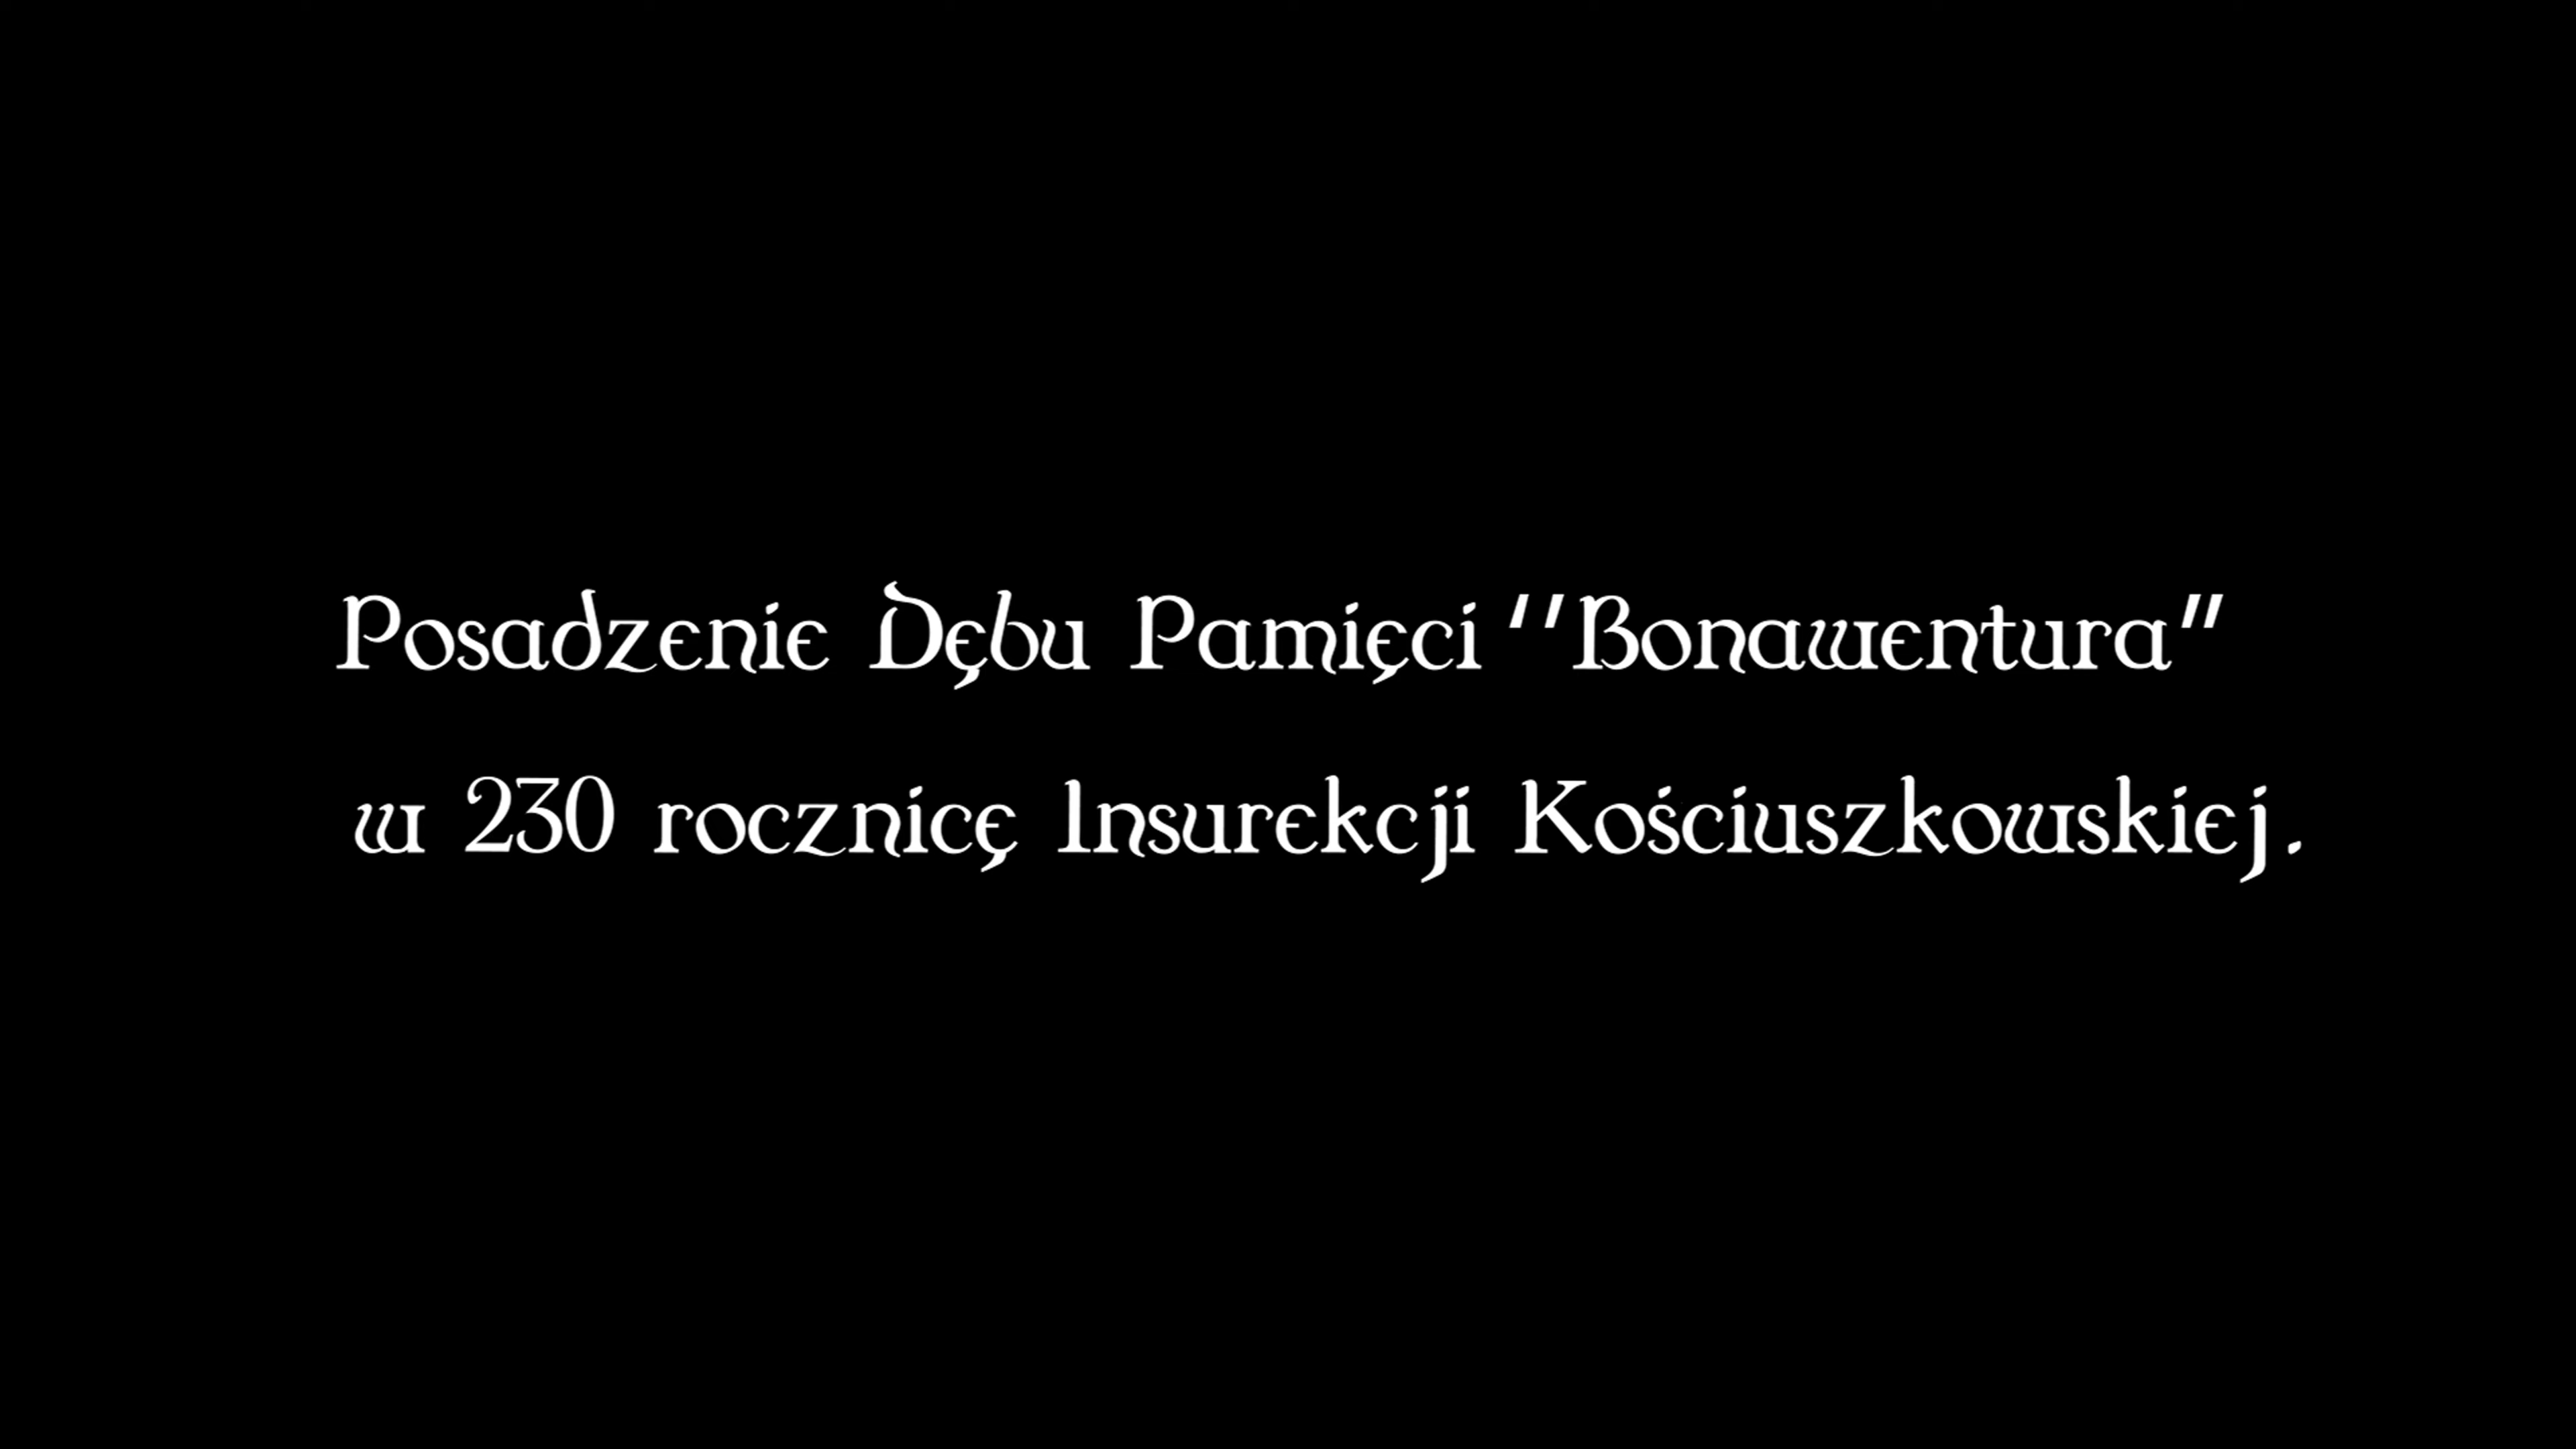 Posadzenie Dębu Pamięci "Bonawentura"
w 230 rocznicę Insurekcji Kościuszkowskiej.